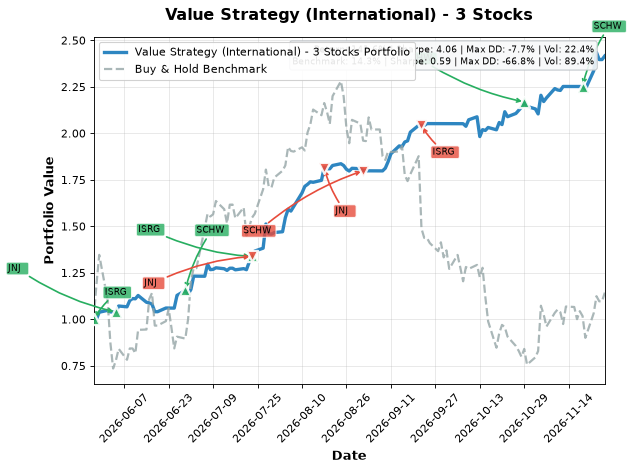 Value Strategy (International) - 3 Stocks
SCHW
Value Strategy (International) - 3 Stocks Portfolio
4.06 | Max DD: -7.7% | Vol: 22.4%
Buy & Hold Benchmark
Benchmark: 14.3% | Sharpe: 0.59 | Max DD: -66.8% | Vol: 89.4%
ISRG
JNJ
ISRG
SCHW
SCHW
JNJ
ISRG
JNJ
2.50
2.25
2.00
1.75
1.50
1.25
1.00
0.75
Portfolio Value
2026-06-07
2026-06-23
2026-07-09
2026-07-25
2026-08-10
2026-08-26
2026-09-11
2026-09-27
2026-10-13
2026-10-29
2026-11-14
Date